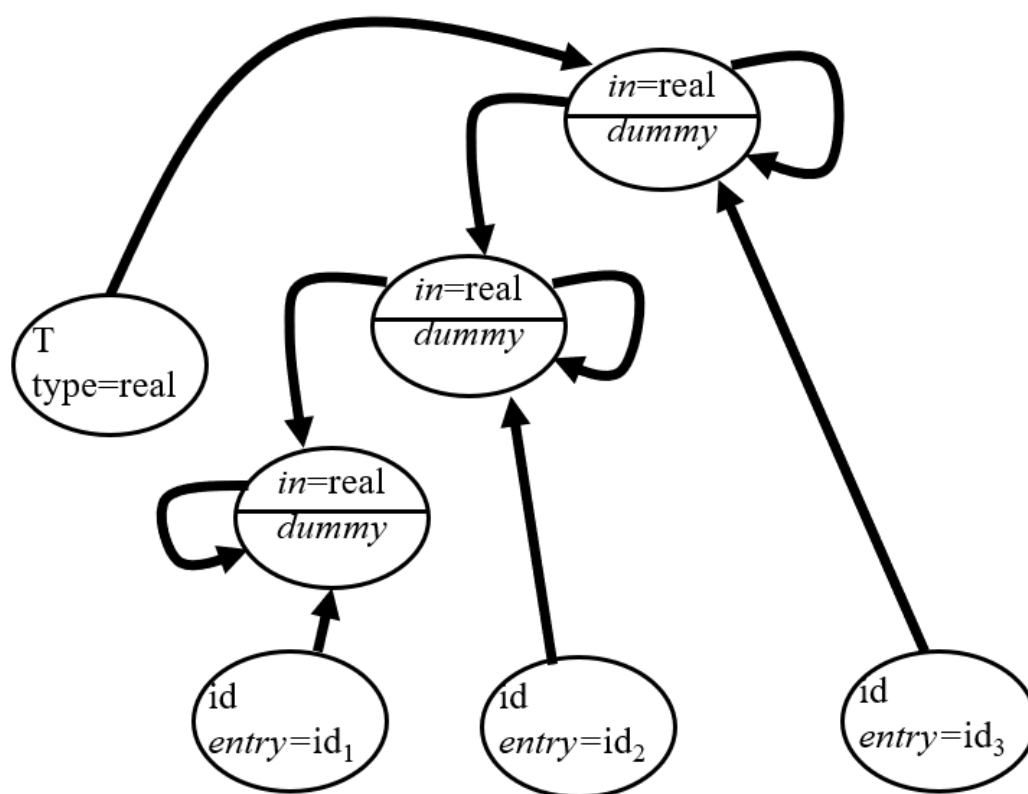 in=real
dummy
in=real
dummy
T
type=real
in=real
dummy
id
entry=id₁
id
entry=id₂
id
entry=id₃